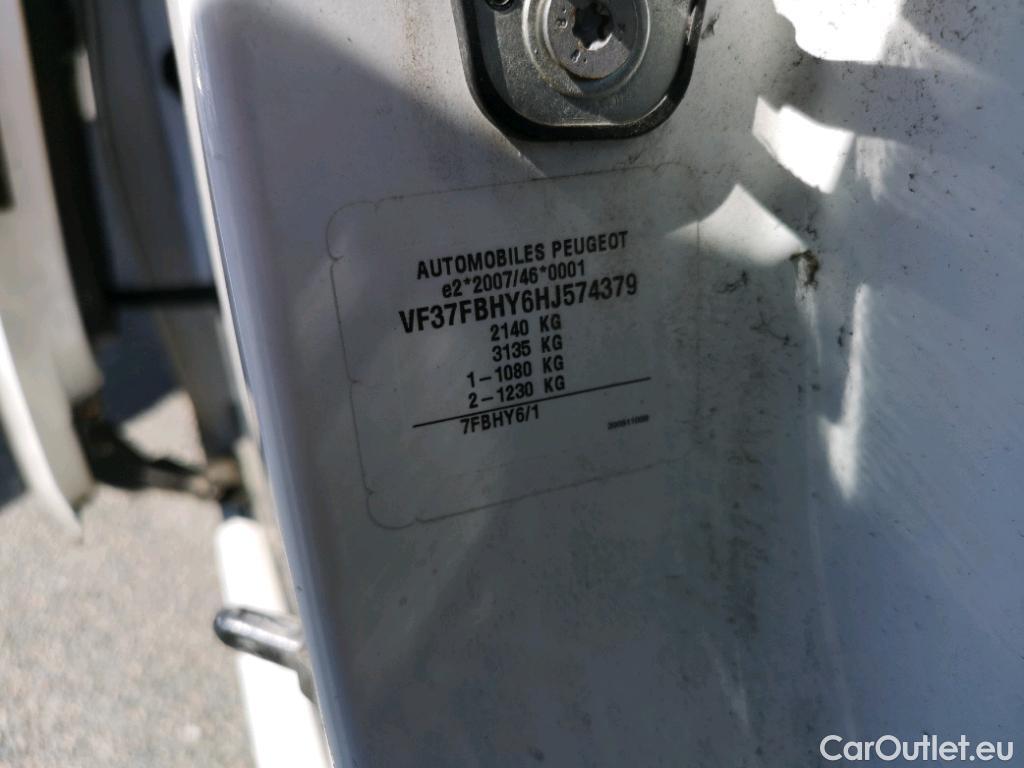 AUTOMOBILES PEUGEOT
e2*2007/46*0001
VF37FBHY6HJ574379
2140 KG
3135 KG
1-1080 KG
2-1230 KG
7FBHY6/1
CarOutlet.eu